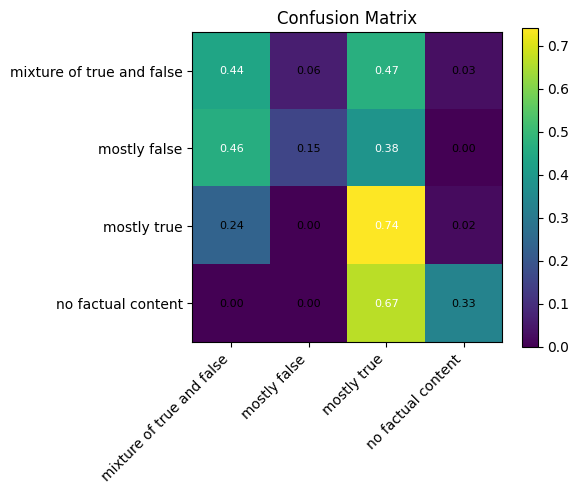 Confusion Matrix
mixture of true and false 0.44 0.06 0.47 0.03
mostly false 0.46 0.15 0.38 0.00
mostly true 0.24 0.00 0.74 0.02
no factual content 0.00 0.00 0.67 0.33
mixture of true and false
mostly false
mostly true
no factual content
0.7
0.6
0.5
0.4
0.3
0.2
0.1
0.0